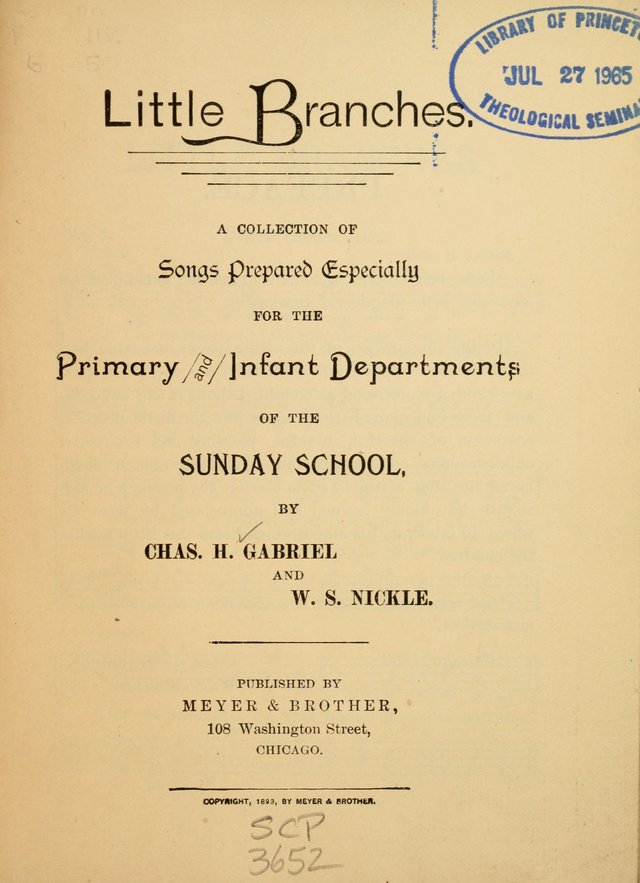 LIBRARY OF PRINCETO
JUL 27 1965
THEOLOGICAL SEMINA
Little Branches.
A COLLECTION OF
Songs Prepared Especially
FOR THE
Primary and Infant Departments
OF THE
SUNDAY SCHOOL,
BY
CHAS. H. GABRIEL
AND
W. S. NICKLE.
PUBLISHED BY
MEYER & BROTHER,
108 Washington Street,
CHICAGO.
COPYRIGHT, 1893, BY MEYER & BROTHER.
SCP
3652